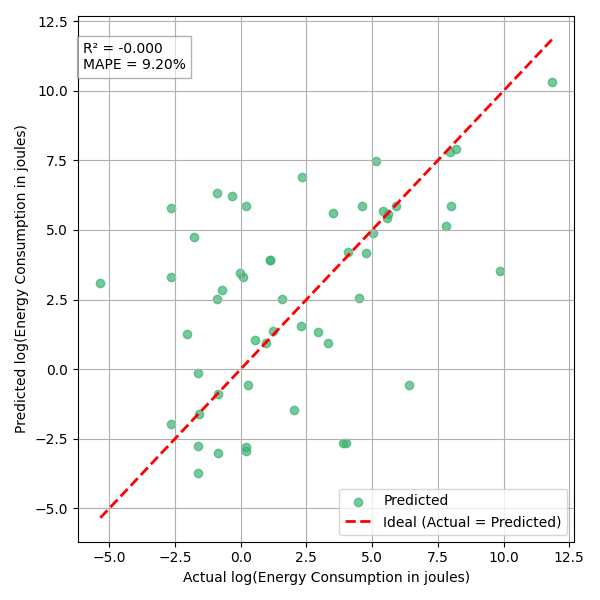 R² = -0.000
MAPE = 9.20%
Predicted log(Energy Consumption in joules)
12.5
10.0
7.5
5.0
2.5
0.0
−2.5
−5.0
Predicted
Ideal (Actual = Predicted)
−5.0 −2.5 0.0 2.5 5.0 7.5 10.0 12.5
Actual log(Energy Consumption in joules)